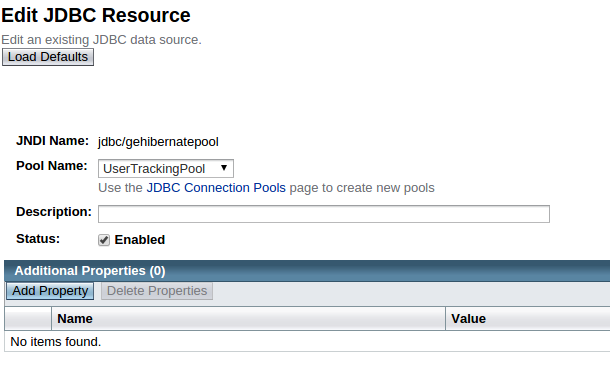 Edit JDBC Resource
Edit an existing JDBC data source.
Load Defaults
JNDI Name: jdbc/gehibernatepool
Pool Name: UserTrackingPool
Use the JDBC Connection Pools page to create new pools
Description:
Status: Enabled
Additional Properties (0)
Add Property Delete Properties
Name Value
No items found.